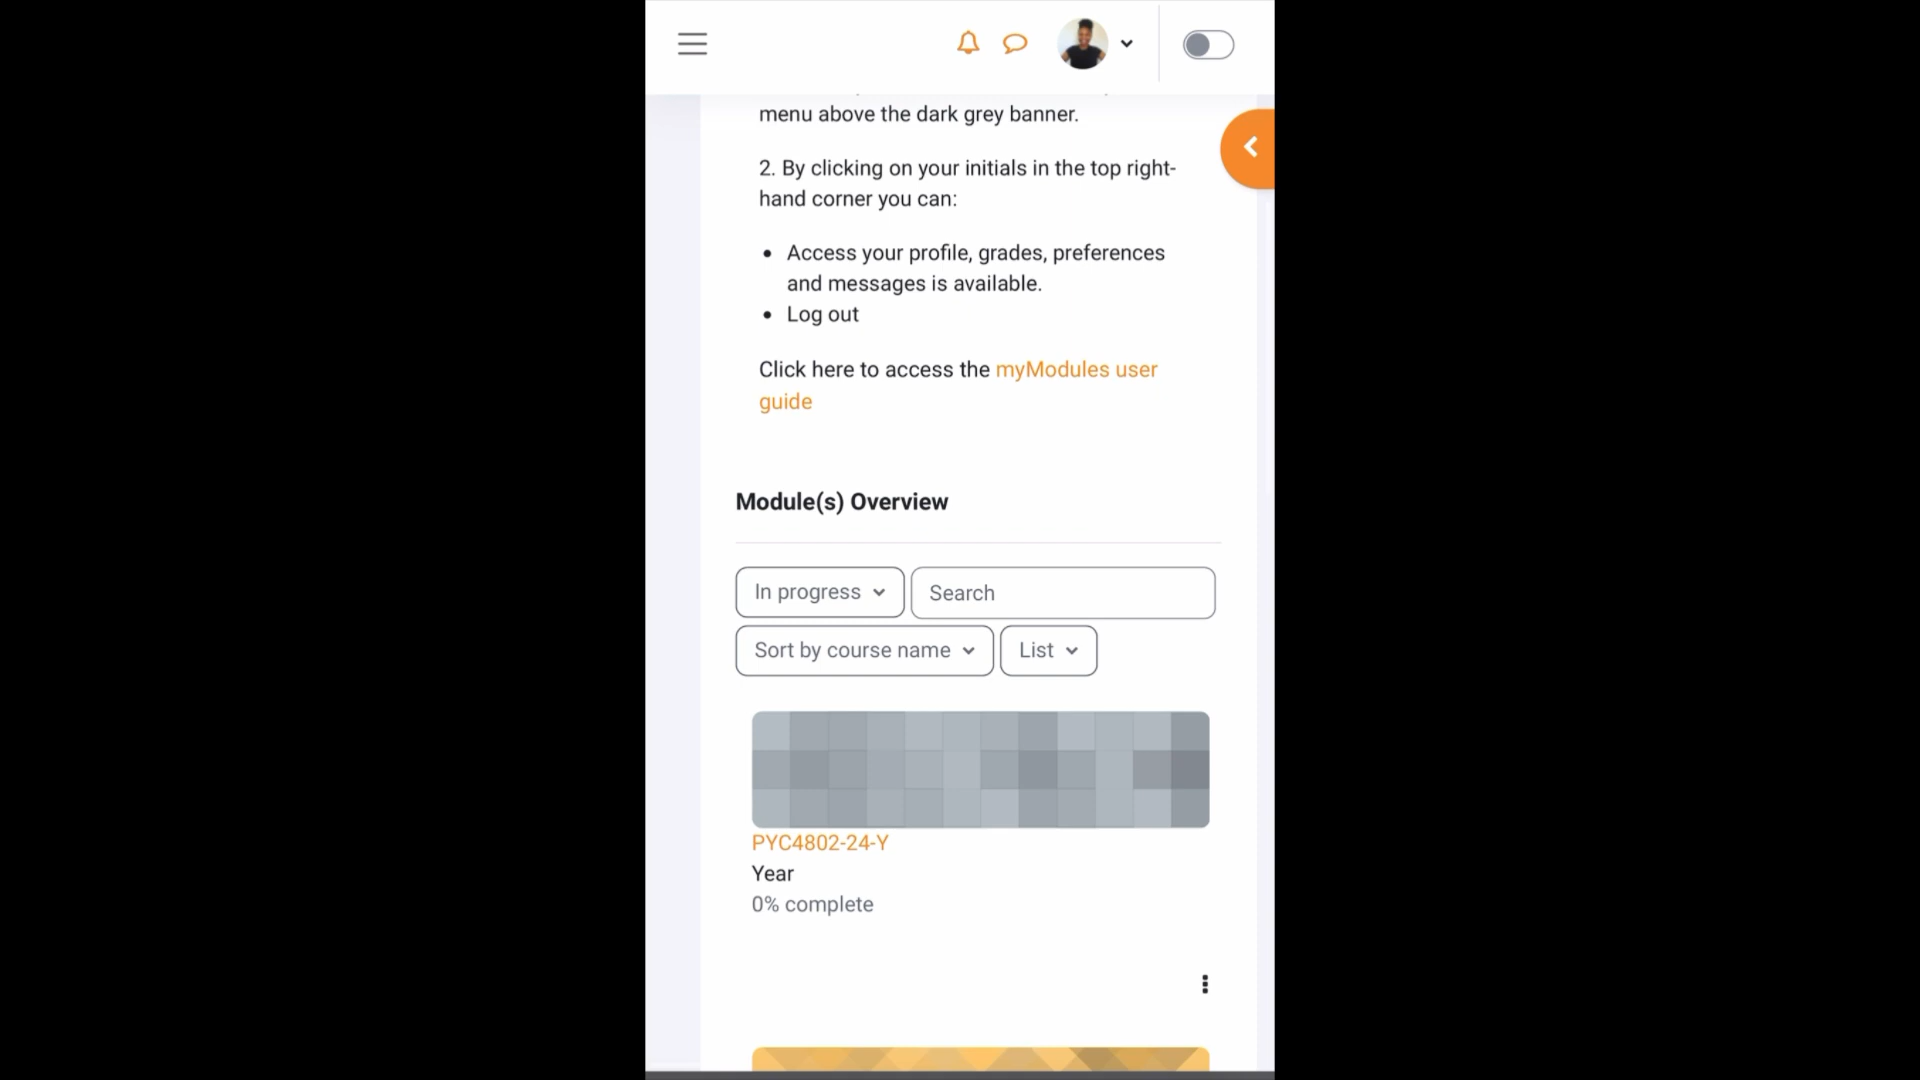 menu above the dark grey banner.
2. By clicking on your initials in the top right-
hand corner you can:
• Access your profile, grades, preferences
and messages is available.
• Log out
Click here to access the myModules user
guide
Module(s) Overview
In progress
Search
Sort by course name
List
PYC4802-24-Y
Year
0% complete